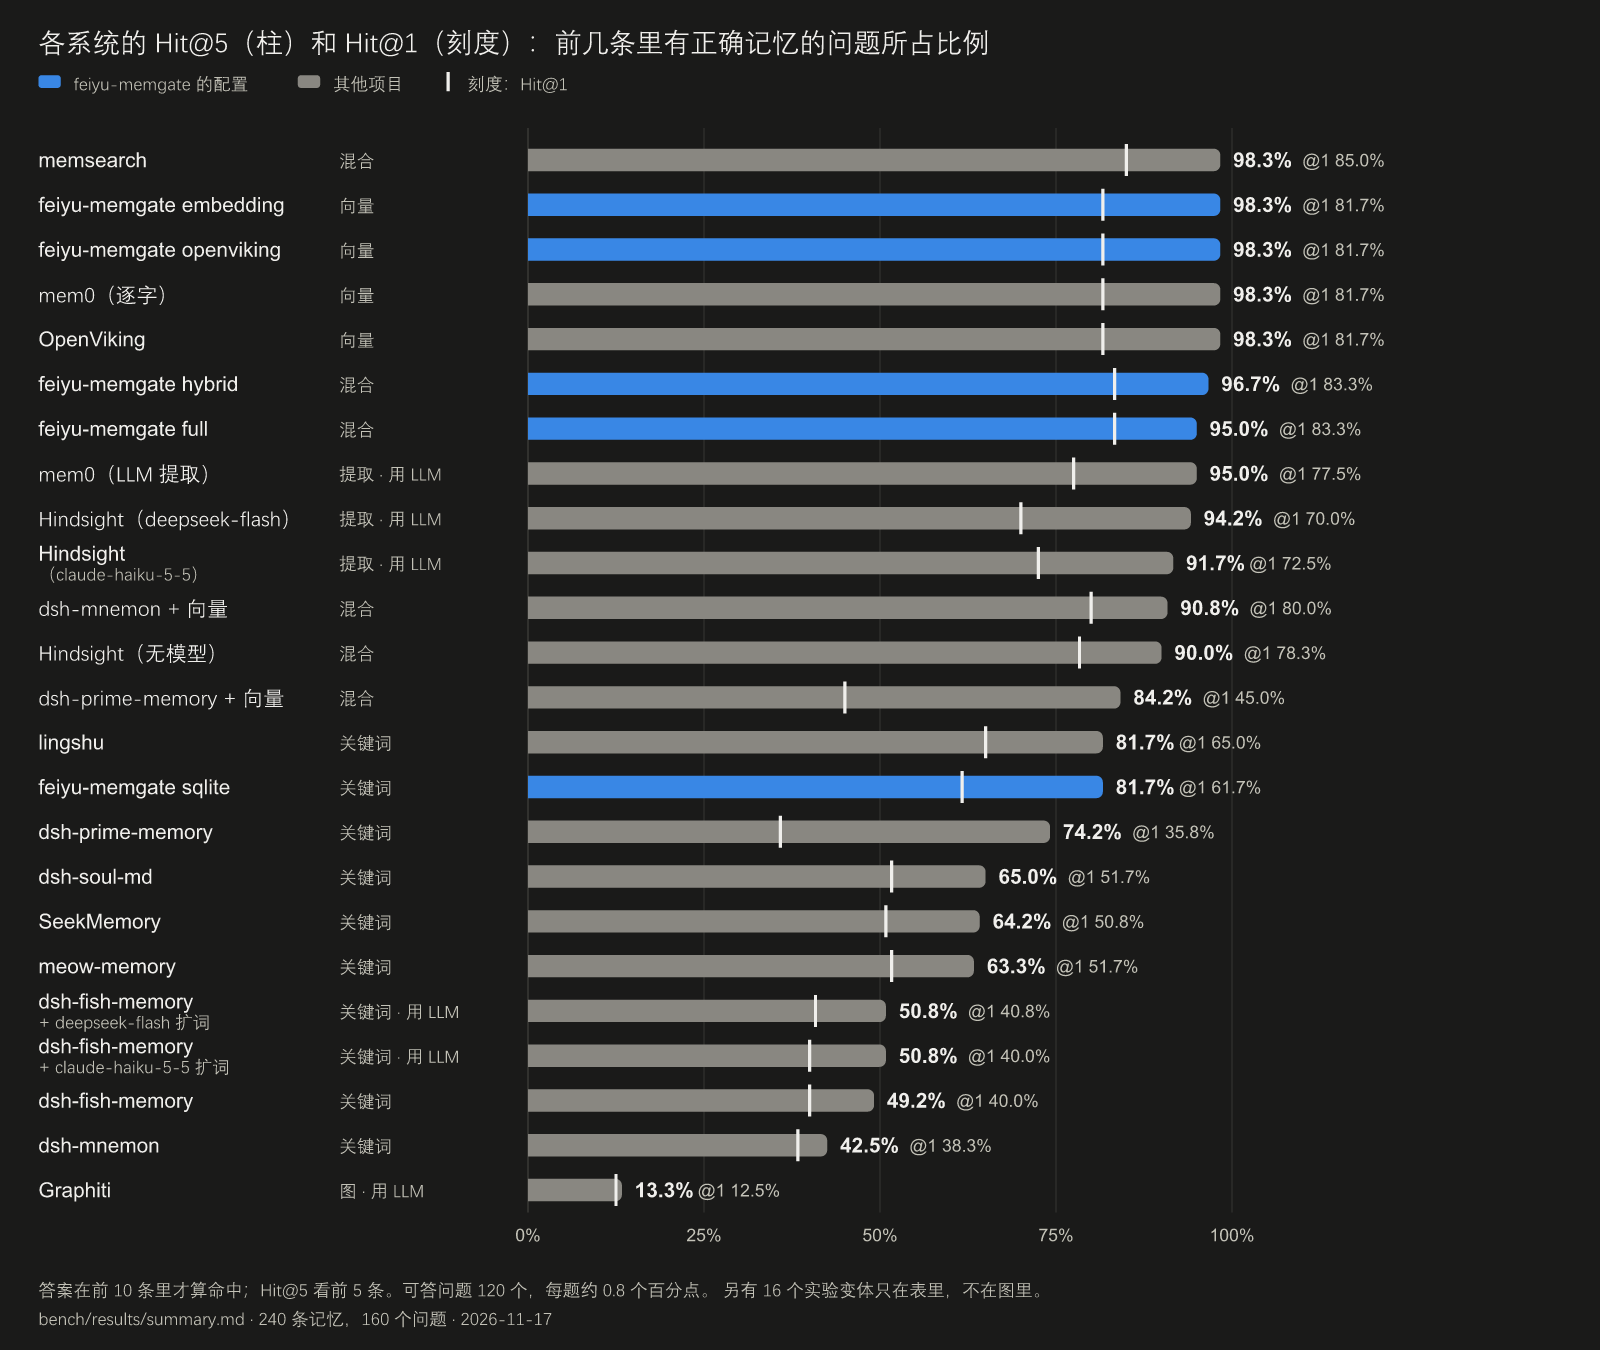 各系统的 Hit@5（柱）和 Hit@1（刻度）：前几条里有正确记忆的问题所占比例
feiyu-memgate 的配置 其他项目 刻度：Hit@1
memsearch 混合 98.3% @1 85.0%
feiyu-memgate embedding 向量 98.3% @1 81.7%
feiyu-memgate openviking 向量 98.3% @1 81.7%
mem0（逐字） 向量 98.3% @1 81.7%
OpenViking 向量 98.3% @1 81.7%
feiyu-memgate hybrid 混合 96.7% @1 83.3%
feiyu-memgate full 混合 95.0% @1 83.3%
mem0（LLM 提取） 提取 · 用 LLM 95.0% @1 77.5%
Hindsight（deepseek-flash） 提取 · 用 LLM 94.2% @1 70.0%
Hindsight
（claude-haiku-5-5） 提取 · 用 LLM 91.7% @1 72.5%
dsh-mnemon + 向量 混合 90.8% @1 80.0%
Hindsight（无模型） 混合 90.0% @1 78.3%
dsh-prime-memory + 向量 混合 84.2% @1 45.0%
lingshu 关键词 81.7% @1 65.0%
feiyu-memgate sqlite 关键词 81.7% @1 61.7%
dsh-prime-memory 关键词 74.2% @1 35.8%
dsh-soul-md 关键词 65.0% @1 51.7%
SeekMemory 关键词 64.2% @1 50.8%
meow-memory 关键词 63.3% @1 51.7%
dsh-fish-memory
+ deepseek-flash 扩词 关键词 · 用 LLM 50.8% @1 40.8%
dsh-fish-memory
+ claude-haiku-5-5 扩词 关键词 · 用 LLM 50.8% @1 40.0%
dsh-fish-memory 关键词 49.2% @1 40.0%
dsh-mnemon 关键词 42.5% @1 38.3%
Graphiti 图 · 用 LLM 13.3% @1 12.5%
0% 25% 50% 75% 100%
答案在前 10 条里才算命中；Hit@5 看前 5 条。可答问题 120 个，每题约 0.8 个百分点。 另有 16 个实验变体只在表里，不在图里。
bench/results/summary.md · 240 条记忆，160 个问题 · 2026-11-17